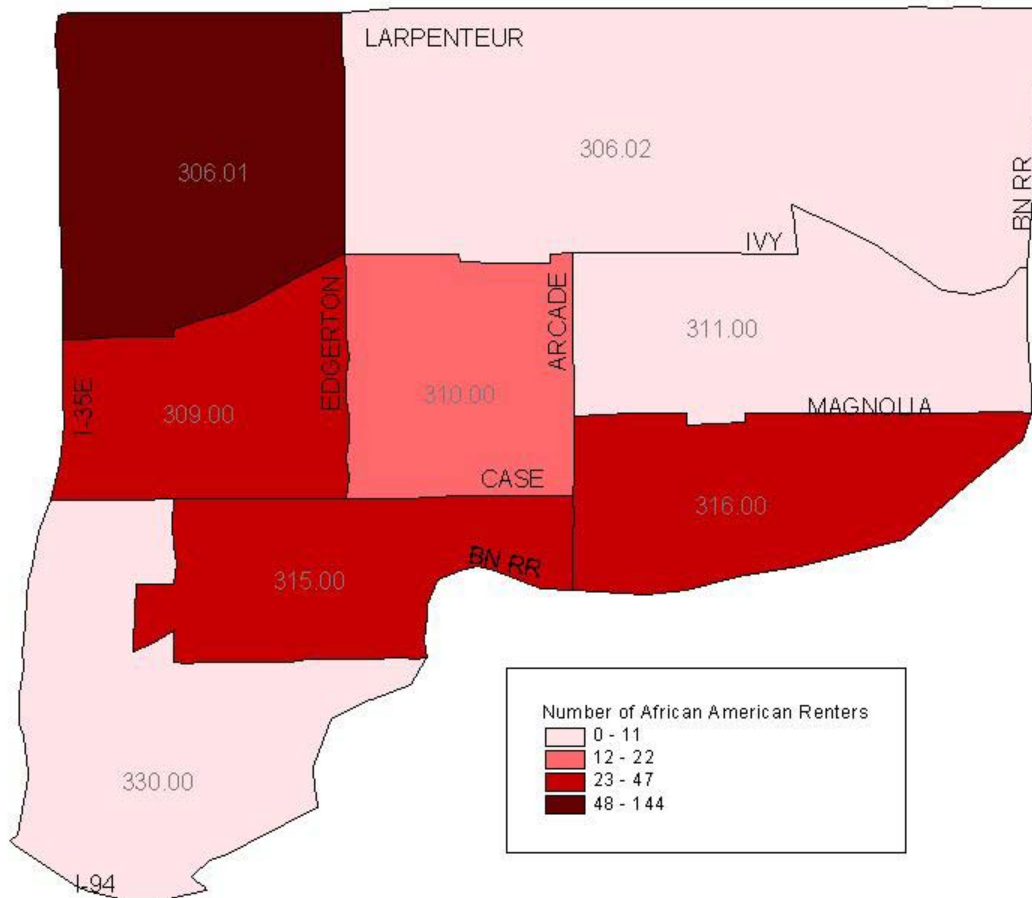 LARPENTEUR
306.02
306.01
BN RR
IVY
EDGERTON
ARCADE
311.00
I-35E
310.00
309.00
MAGNOLIA
CASE
316.00
BN RR
315.00
Number of African American Renters
0 - 11
12 - 22
23 - 47
48 - 144
330.00
I-94